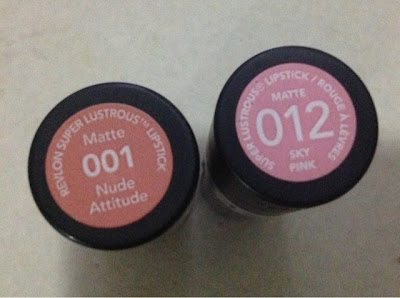 REVLON SUPER LUSTROUS™ LIPSTICK
Matte
001
Nude
Attitude
SUPER LUSTROUS® LIPSTICK / ROUGE À LÈVRES
MATTE
012
SKY
PINK